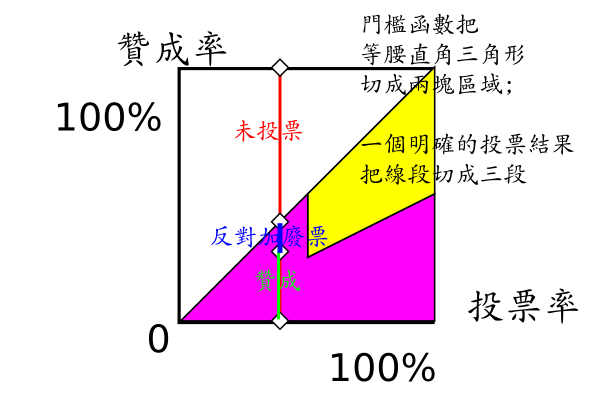 贊成率
門檻函數把
等腰直角三角形
切成兩塊區域；
100%
未投票
一個明確的投票結果
把線段切成三段
反對加廢票
贊成
投票率
0
100%